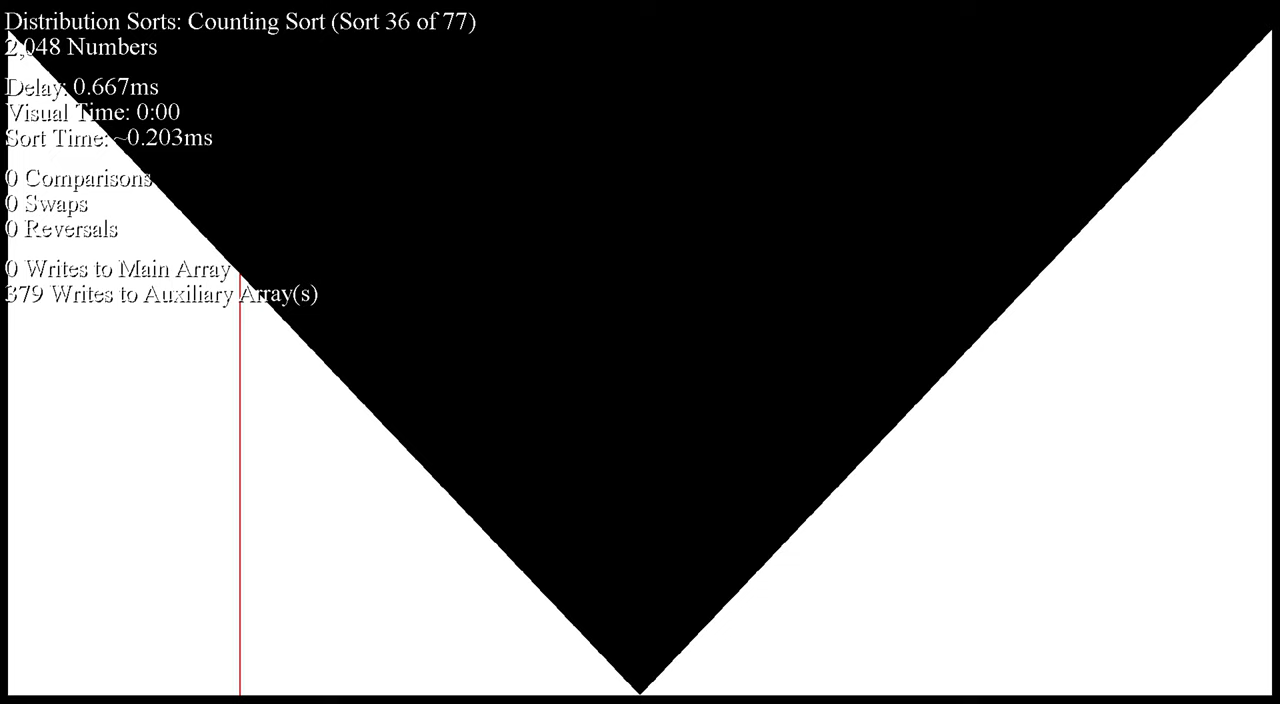 Distribution Sorts: Counting Sort (Sort 36 of 77)
2,048 Numbers
Delay: 0.667ms
Visual Time: 0:00
Sort Time: ~0.203ms
0 Comparisons
0 Swaps
0 Reversals
0 Writes to Main Array
379 Writes to Auxiliary Array(s)